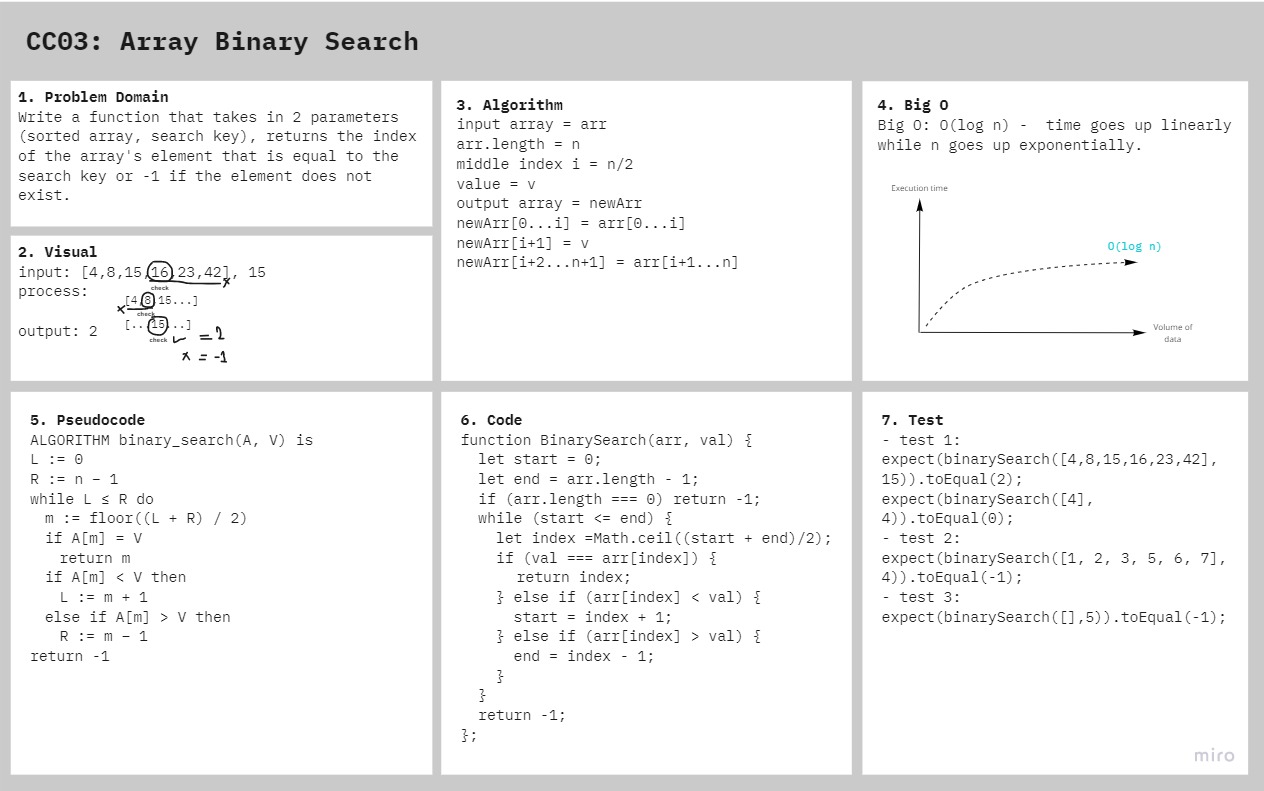 CC03: Array Binary Search
1. Problem Domain
Write a function that takes in 2 parameters
(sorted array, search key), returns the index
of the array's element that is equal to the
search key or -1 if the element does not
exist.
2. Visual
input: [4,8,15,16,23,42], 15
check
process:
[4,8,15...]
check
[...15...]
output: 2
check
= 2
x = -1
3. Algorithm
input array = arr
arr.length = n
middle index i = n/2
value = v
output array = newArr
newArr[0...i] = arr[0...i]
newArr[i+1] = v
newArr[i+2...n+1] = arr[i+1...n]
4. Big O
Big O: O(log n) - time goes up linearly
while n goes up exponentially.
Execution time
O(log n)
Volume of
data
5. Pseudocode
ALGORITHM binary_search(A, V) is
L := 0
R := n − 1
while L ≤ R do
m := floor((L + R) / 2)
if A[m] = V
return m
if A[m] < V then
L := m + 1
else if A[m] > V then
R := m − 1
return -1
6. Code
function BinarySearch(arr, val) {
let start = 0;
let end = arr.length - 1;
if (arr.length === 0) return -1;
while (start <= end) {
let index =Math.ceil((start + end)/2);
if (val === arr[index]) {
return index;
} else if (arr[index] < val) {
start = index + 1;
} else if (arr[index] > val) {
end = index - 1;
}
}
return -1;
};
7. Test
- test 1:
expect(binarySearch([4,8,15,16,23,42],
15)).toEqual(2);
expect(binarySearch([4],
4)).toEqual(0);
- test 2:
expect(binarySearch([1, 2, 3, 5, 6, 7],
4)).toEqual(-1);
- test 3:
expect(binarySearch([],5)).toEqual(-1);
miro